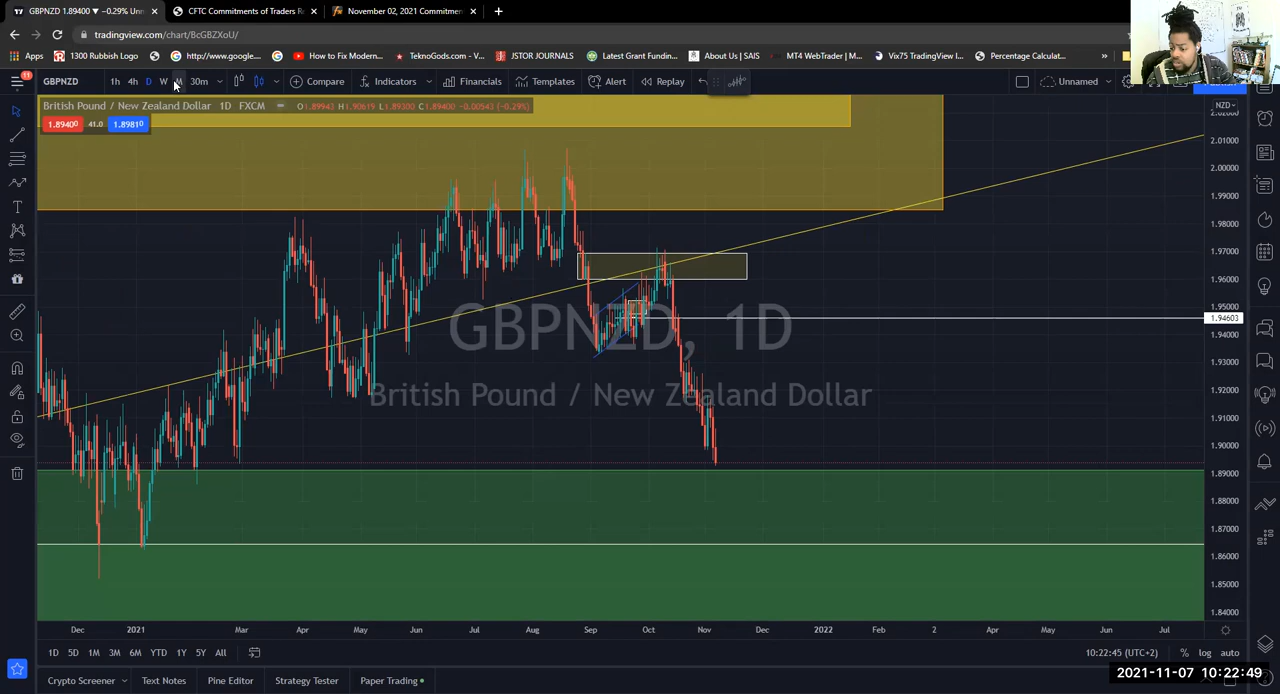 GBPNZD 1.89400 ▼ −0.29% Unn
CFTC Commitments of Traders Re
November 02, 2021 Commitment
tradingview.com/chart/BcGBZXoU/
Apps
1300 Rubbish Logo
http://www.google...
How to Fix Modern...
TeknoGods.com - V...
JSTOR JOURNALS
Latest Grant Fundin...
About Us | SAIS
MT4 WebTrader |
Vix75 TradingView I...
Percentage Calculat...
»
11
GBPNZD
1h 4h D W M 30m
Compare
Indicators
Financials
Templates
Alert
Replay
Unnamed
British Pound / New Zealand Dollar 1D FXCM
O1.89943 H1.90619 L1.89300 C1.89400 −0.00543 (−0.29%)
1.89400 41.0 1.89810
NZD
2.02000
2.01000
2.00000
1.99000
1.98000
1.97000
1.96000
1.95000
1.94603
1.94000
1.93000
1.92000
1.91000
1.90000
1.89000
1.88000
1.87000
1.86000
1.85000
1.84000
GBPNZD, 1D
British Pound / New Zealand Dollar
Dec 2021 Mar Apr May Jun Jul Aug Sep Oct Nov Dec 2022 Feb 2 Apr May Jun Jul
1D 5D 1M 3M 6M YTD 1Y 5Y All
10:22:45 (UTC+2) % log auto
Crypto Screener Text Notes Pine Editor Strategy Tester Paper Trading
2021-11-07 10:22:49